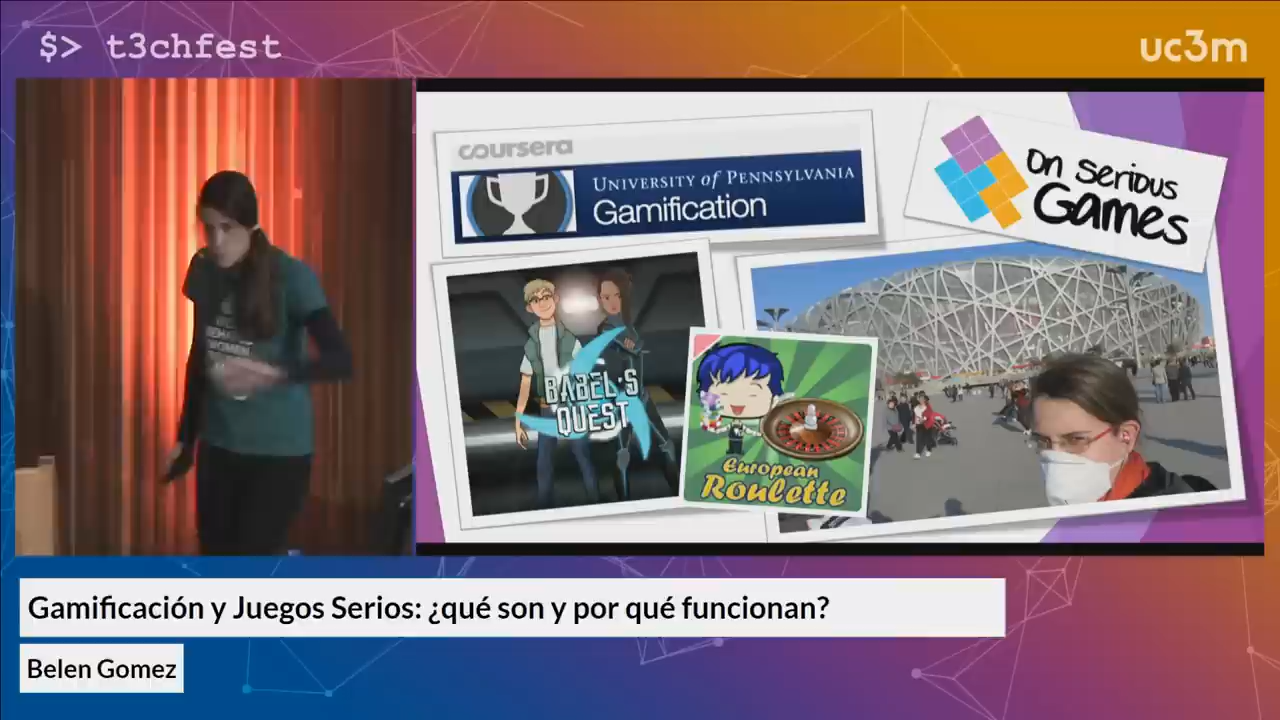 $> t3chfest
uc3m
coursera
UNIVERSITY of PENNSYLVANIA
Gamification
on serious
Games
BABEL'S
QUEST
European
Roulette
Gamificación y Juegos Serios: ¿qué son y por qué funcionan?
Belen Gomez